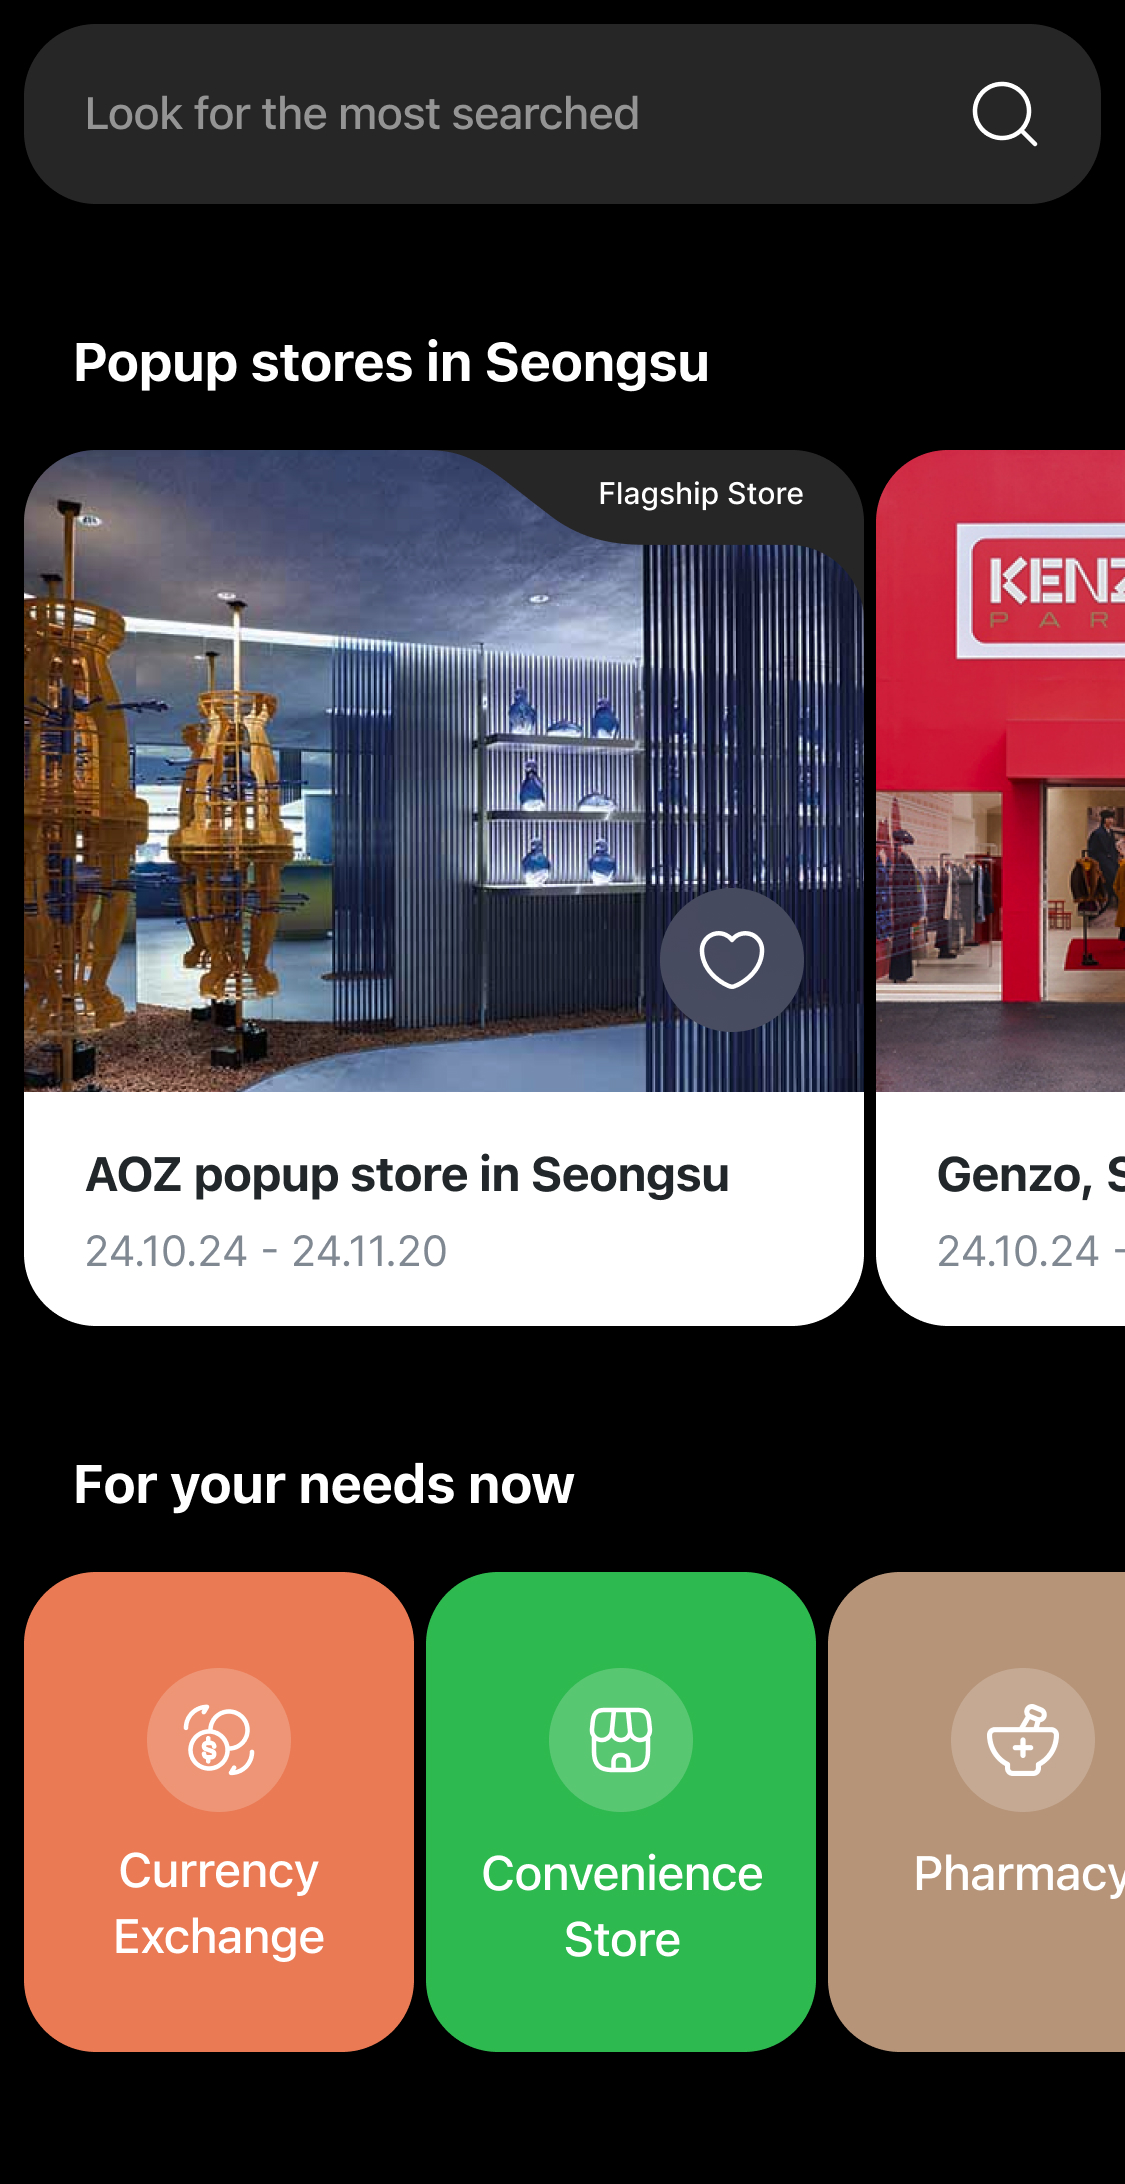 Look for the most searched
Popup stores in Seongsu
Flagship Store
KENZ
PAR
AOZ popup store in Seongsu
24.10.24 - 24.11.20
Genzo, S
24.10.24 -
For your needs now
Currency
Exchange
Convenience
Store
Pharmacy